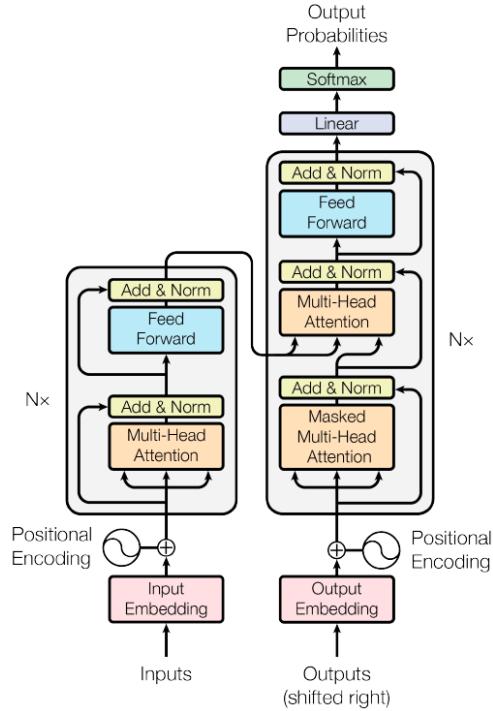 Output
Probabilities
Softmax
Linear
Add & Norm
Feed
Forward
Add & Norm
Multi-Head
Attention
Add & Norm
Masked
Multi-Head
Attention
N×
Add & Norm
Feed
Forward
Add & Norm
Multi-Head
Attention
N×
Positional
Encoding
Positional
Encoding
Input
Embedding
Output
Embedding
Inputs
Outputs
(shifted right)